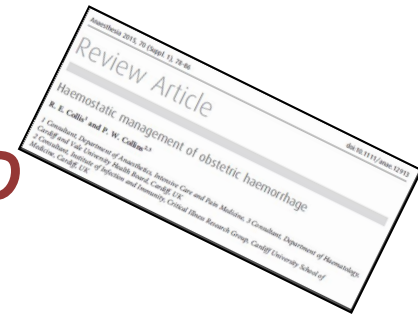 Anaesthesia 2015, 70 (Suppl. 1), 78–86
doi:10.1111/anae.12913
Review Article
Haemostatic management of obstetric haemorrhage
R. E. Collis¹ and P. W. Collins²,³
1 Consultant, Department of Anaesthetics, Intensive Care and Pain Medicine, 3 Consultant, Department of Haematology,
Cardiff and Vale University Health Board, Cardiff, UK
2 Consultant, Institute of Infection and Immunity, Critical Illness Research Group, Cardiff University School of
Medicine, Cardiff, UK